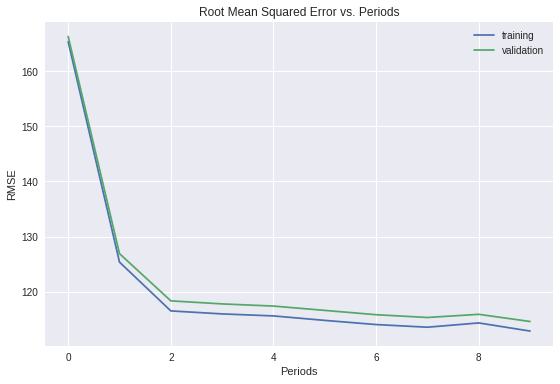 Root Mean Squared Error vs. Periods
training
validation
RMSE
160
150
140
130
120
0
2
4
6
8
Periods